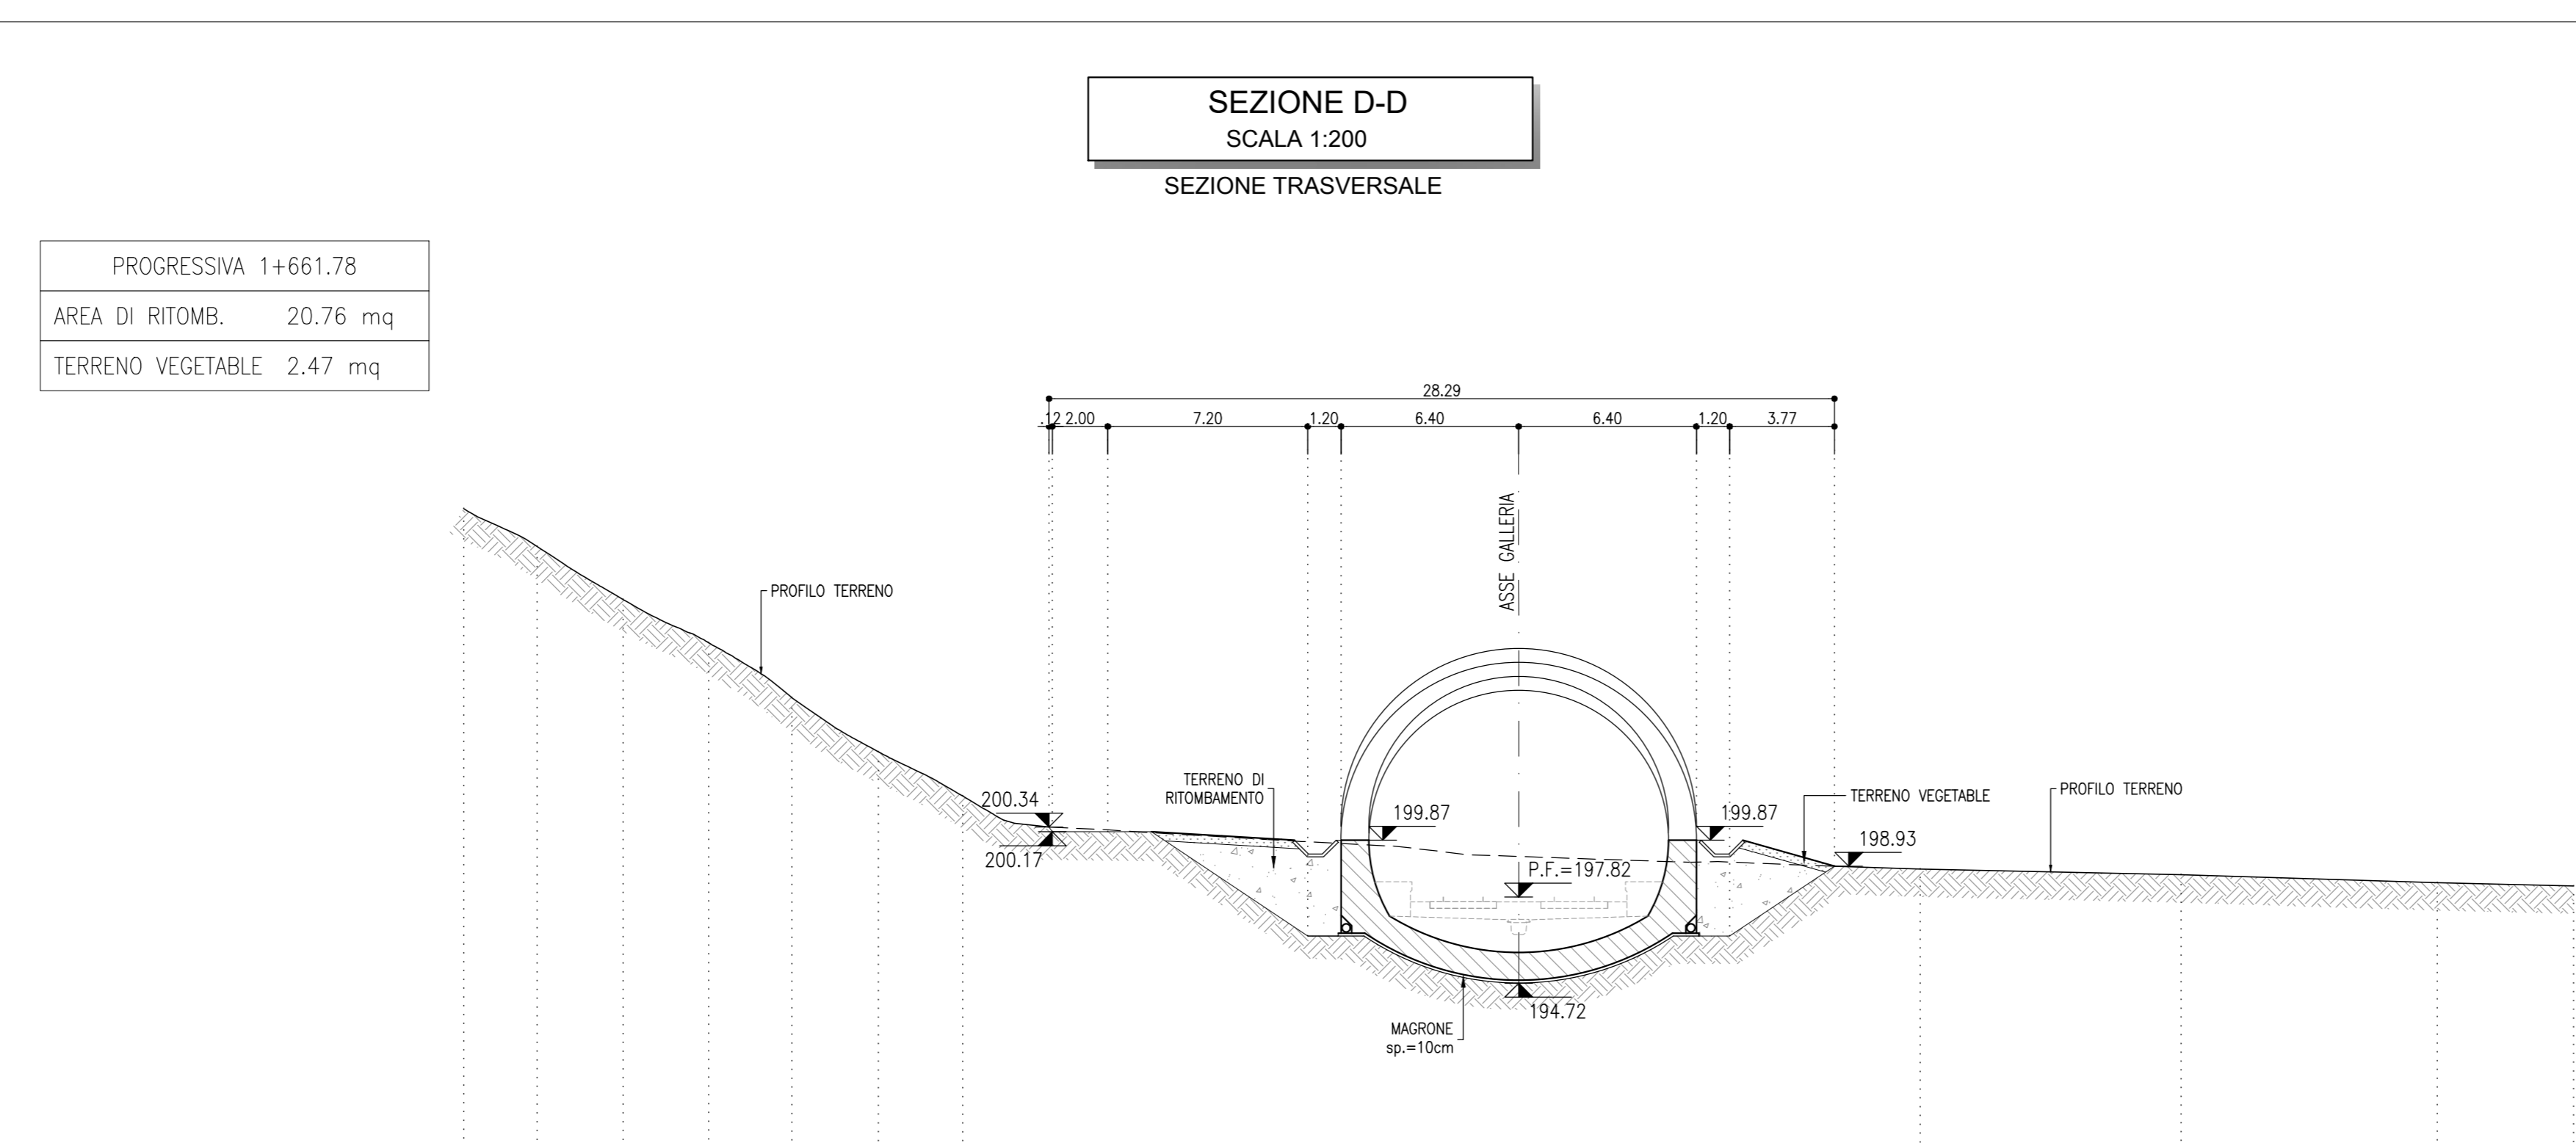 SEZIONE D-D
SCALA 1:200
SEZIONE TRASVERSALE
PROGRESSIVA 1+661.78
AREA DI RITOMB. 20.76 mq
TERRENO VEGETABLE 2.47 mq
28.29
.12 2.00 7.20 1.20 6.40 6.40 1.20 3.77
ASSE GALLERIA
PROFILO TERRENO
TERRENO DI
RITOMBAMENTO
200.34
200.17
199.87
199.87
P.F.=197.82
TERRENO VEGETABLE
PROFILO TERRENO
198.93
194.72
MAGRONE
sp.=10cm